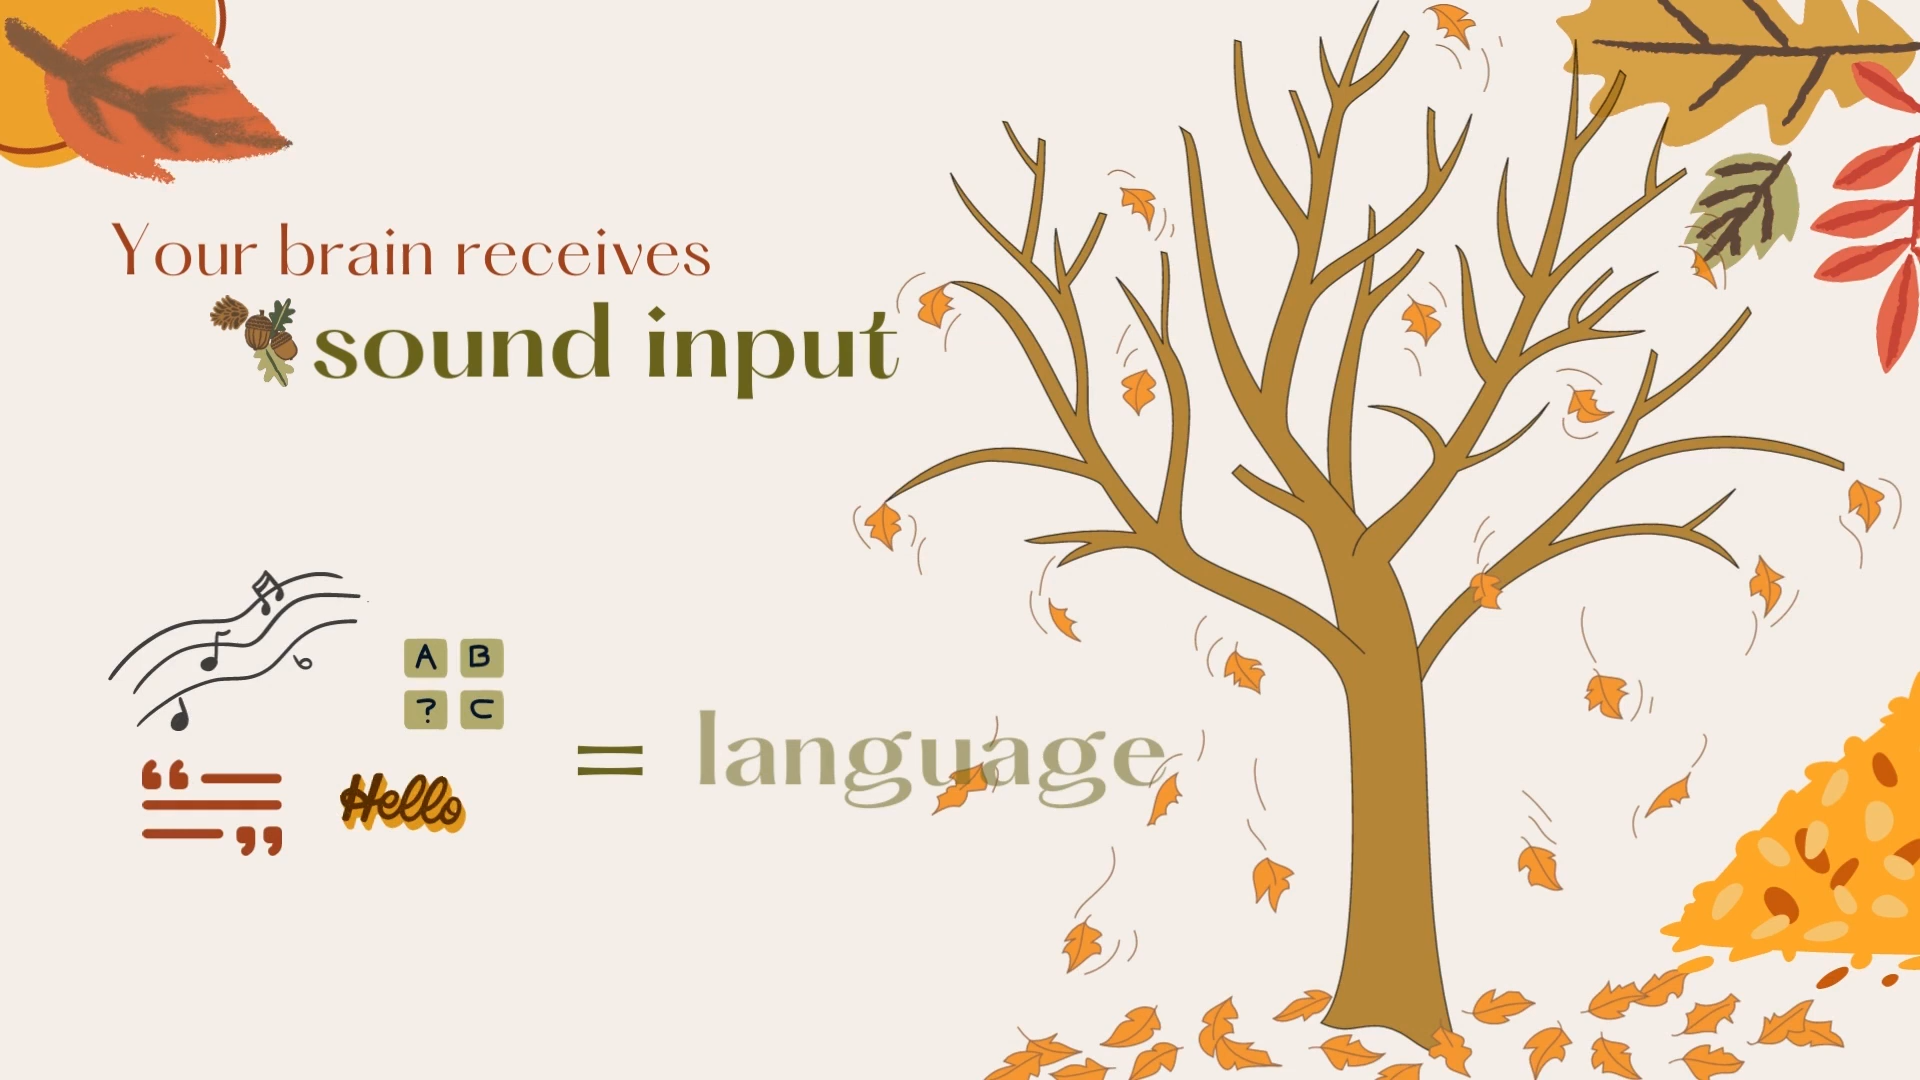 Your brain receives
sound input
A B
? C
Hello
= language